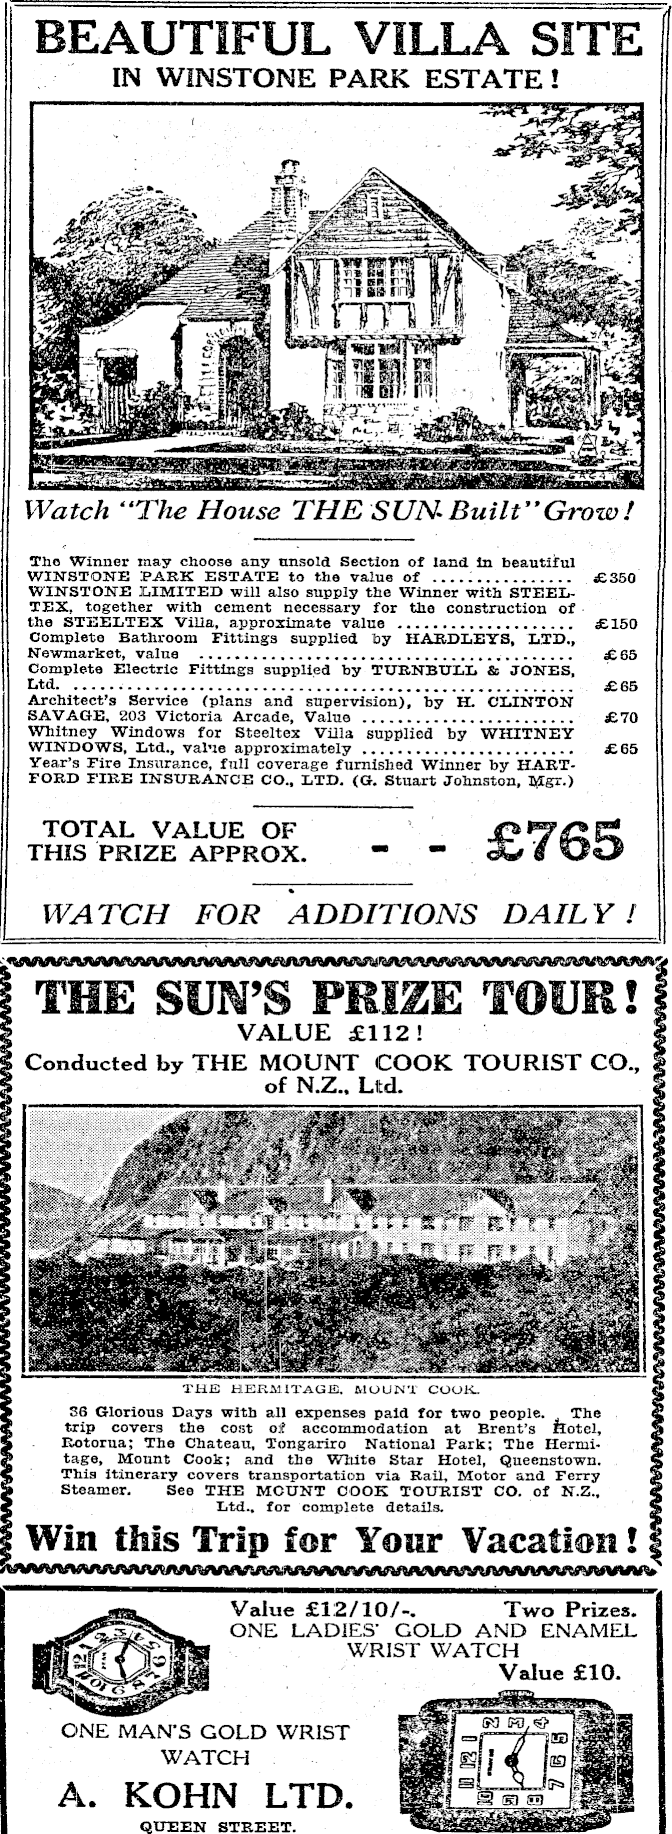 BEAUTIFUL VILLA SITE
IN WINSTONE PARK ESTATE!
Watch "The House THE SUN Built" Grow!
The Winner may choose any unsold Section of land in beautiful
WINSTONE PARK ESTATE to the value of ................ £350
WINSTONE LIMITED will also supply the Winner with STEEL-
TEX, together with cement necessary for the construction of
the STEELTEX Villa, approximate value .................... £150
Complete Bathroom Fittings supplied by HARDLEYS, LTD.,
Newmarket, value .......................................... £65
Complete Electric Fittings supplied by TURNBULL & JONES,
Ltd. ........................................................ £65
Architect's Service (plans and supervision), by H. CLINTON
SAVAGE, 203 Victoria Arcade, Value ........................ £70
Whitney Windows for Steeltex Villa supplied by WHITNEY
WINDOWS, Ltd., value approximately ........................ £65
Year's Fire Insurance, full coverage furnished Winner by HART-
FORD FIRE INSURANCE CO., LTD. (G. Stuart Johnston, Mgr.)
TOTAL VALUE OF
THIS PRIZE APPROX. - - £765
WATCH FOR ADDITIONS DAILY!
THE SUN'S PRIZE TOUR!
VALUE £112!
Conducted by THE MOUNT COOK TOURIST CO.,
of N.Z., Ltd.
THE HERMITAGE, MOUNT COOK.
36 Glorious Days with all expenses paid for two people. The
trip covers the cost of accommodation at Brent's Hotel,
Rotorua; The Chateau, Tongariro National Park; The Hermi-
tage, Mount Cook; and the White Star Hotel, Queenstown.
This itinerary covers transportation via Rail, Motor and Ferry
Steamer. See THE MOUNT COOK TOURIST CO. of N.Z.,
Ltd., for complete details.
Win this Trip for Your Vacation!
Value £12/10/-. Two Prizes.
ONE LADIES' GOLD AND ENAMEL
WRIST WATCH
Value £10.
ONE MAN'S GOLD WRIST
WATCH
A. KOHN LTD.
QUEEN STREET.